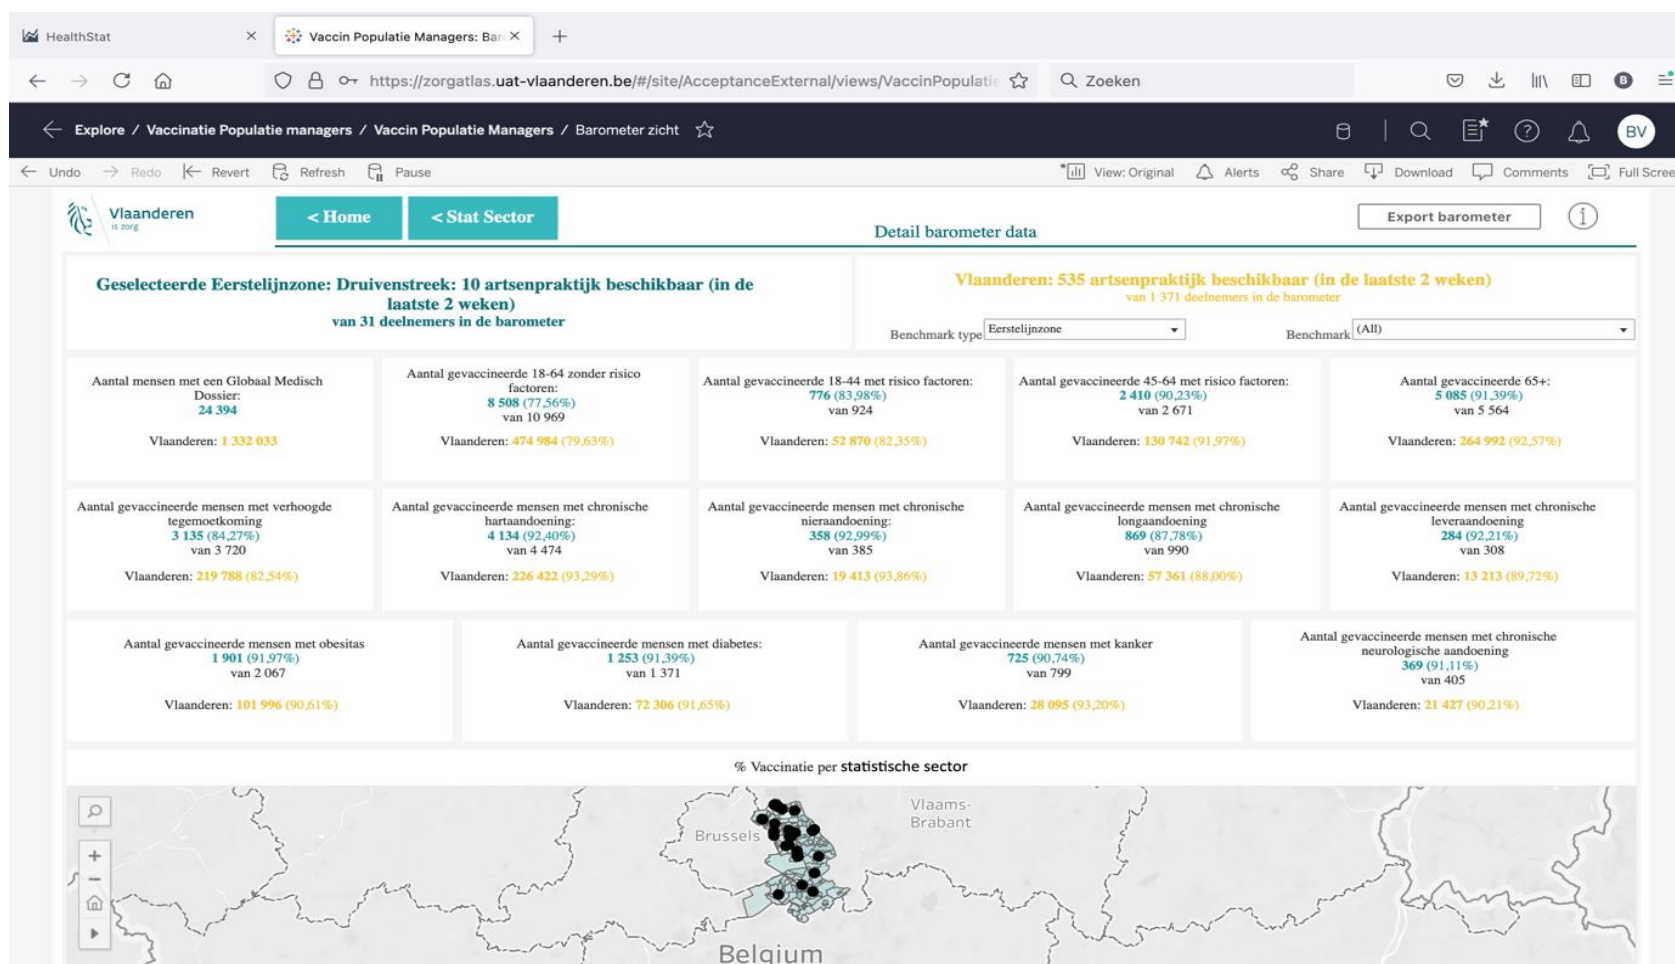 HealthStat
Vaccin Populatie Managers: Bar
https://zorgatlas.uat-vlaanderen.be/#/site/AcceptanceExternal/views/VaccinPopulati
Zoeken
B
Explore / Vaccinatie Populatie managers / Vaccin Populatie Managers / Barometer zicht
BV
Undo Redo Revert Refresh Pause
View: Original Alerts Share Download Comments Full Scree
Vlaanderen
is zorg
< Home
< Stat Sector
Detail barometer data
Export barometer
Geselecteerde Eerstelijnzone: Druivenstreek: 10 artsenpraktijk beschikbaar (in de
laatste 2 weken)
van 31 deelnemers in de barometer
Vlaanderen: 535 artsenpraktijk beschikbaar (in de laatste 2 weken)
van 1 371 deelnemers in de barometer
Benchmark type Eerstelijnzone
Benchmark (All)
Aantal mensen met een Globaal Medisch
Dossier:
24 394
Vlaanderen: 1 332 033
Aantal gevaccineerde 18-64 zonder risico
factoren:
8 508 (77,56%)
van 10 969
Vlaanderen: 474 984 (79,63%)
Aantal gevaccineerde 18-44 met risico factoren:
776 (83,98%)
van 924
Vlaanderen: 52 870 (82,35%)
Aantal gevaccineerde 45-64 met risico factoren:
2 410 (90,23%)
van 2 671
Vlaanderen: 130 742 (91,97%)
Aantal gevaccineerde 65+:
5 085 (91,39%)
van 5 564
Vlaanderen: 264 992 (92,57%)
Aantal gevaccineerde mensen met verhoogde
tegemoetkoming
3 135 (84,27%)
van 3 720
Vlaanderen: 219 788 (82,54%)
Aantal gevaccineerde mensen met chronische
hartaandoening:
4 134 (92,40%)
van 4 474
Vlaanderen: 226 422 (93,29%)
Aantal gevaccineerde mensen met chronische
nieraandoening:
358 (92,99%)
van 385
Vlaanderen: 19 413 (93,86%)
Aantal gevaccineerde mensen met chronische
longaandoening
869 (87,78%)
van 990
Vlaanderen: 57 361 (88,00%)
Aantal gevaccineerde mensen met chronische
leveraandoening
284 (92,21%)
van 308
Vlaanderen: 13 213 (89,72%)
Aantal gevaccineerde mensen met obesitas
1 901 (91,97%)
van 2 067
Vlaanderen: 101 996 (90,61%)
Aantal gevaccineerde mensen met diabetes:
1 253 (91,39%)
van 1 371
Vlaanderen: 72 306 (91,65%)
Aantal gevaccineerde mensen met kanker
725 (90,74%)
van 799
Vlaanderen: 28 095 (93,20%)
Aantal gevaccineerde mensen met chronische
neurologische aandoening
369 (91,11%)
van 405
Vlaanderen: 21 427 (90,21%)
% Vaccinatie per statistische sector
Vlaams-
Brabant
Brussels
Belgium